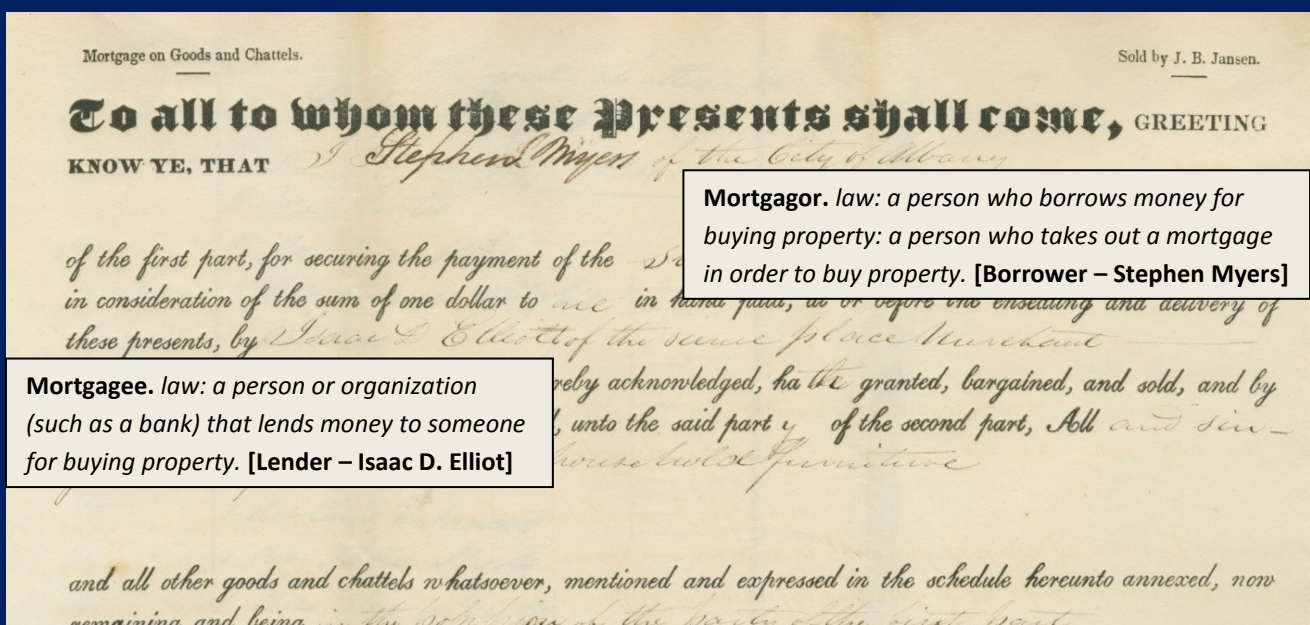 Mortgage on Goods and Chattels.
Sold by J. B. Jansen.
To all to whom these Presents shall come, GREETING
KNOW YE, THAT I Stephen Myers of the City of Albany
Mortgagor. law: a person who borrows money for
buying property: a person who takes out a mortgage
in order to buy property. [Borrower – Stephen Myers]
of the first part, for securing the payment of the
in consideration of the sum of one dollar to me in hand paid, at or before the ensealing and delivery of
these presents, by Isaac D Elliott of the same place Merchant
Mortgagee. law: a person or organization
(such as a bank) that lends money to someone
for buying property. [Lender – Isaac D. Elliot]
reby acknowledged, ha the granted, bargained, and sold, and by
, unto the said part y of the second part, All and sin-
household furniture
and all other goods and chattels whatsoever, mentioned and expressed in the schedule hereunto annexed, now
remaining and being in the possession of the party of the first part